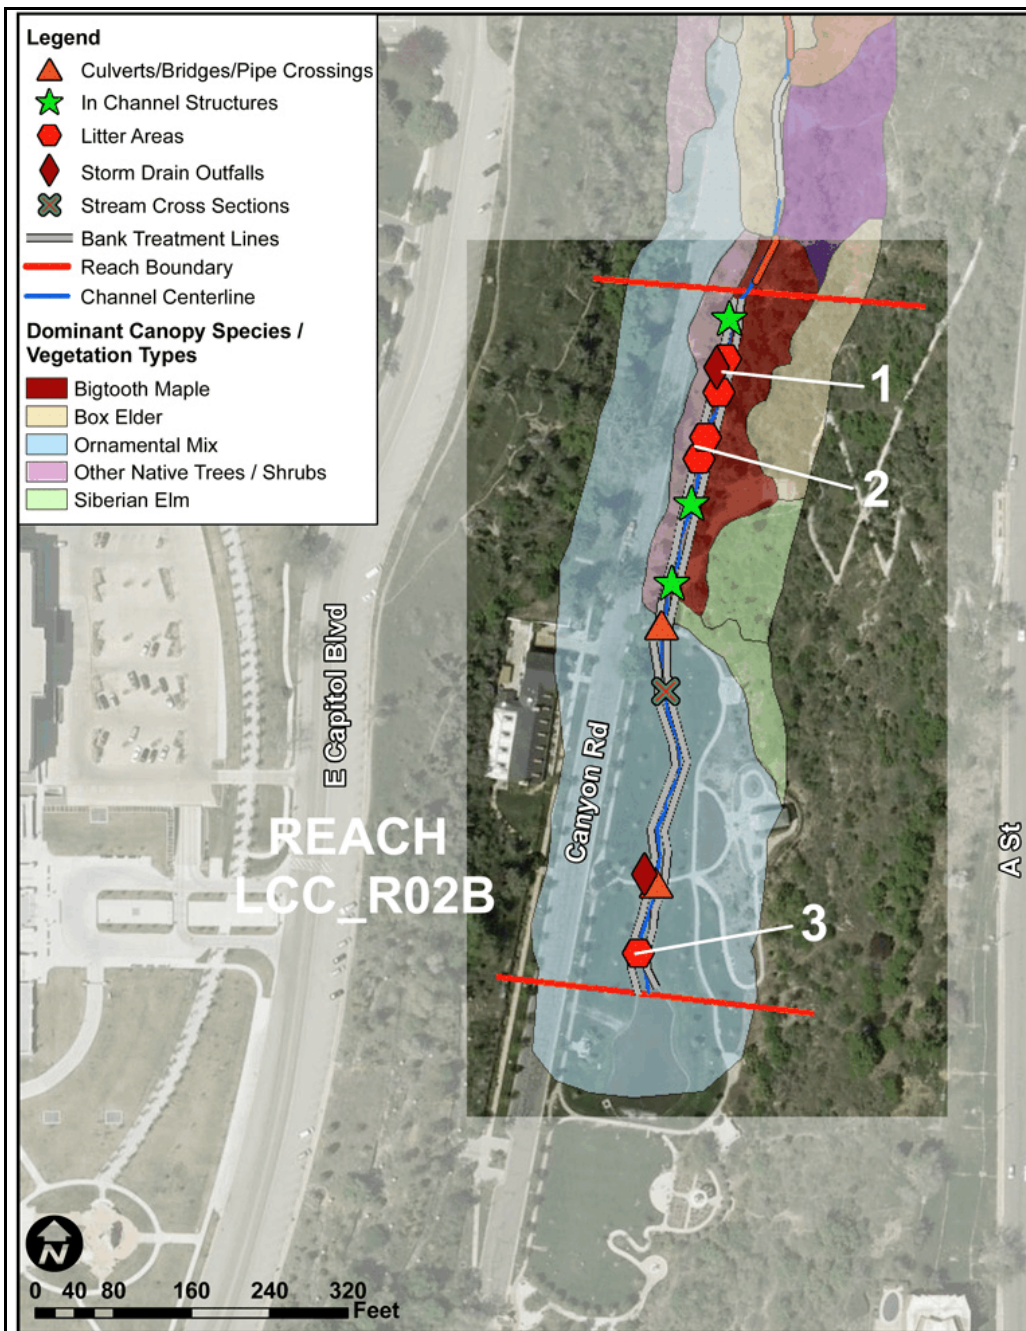 Legend
Culverts/Bridges/Pipe Crossings
In Channel Structures
Litter Areas
Storm Drain Outfalls
Stream Cross Sections
Bank Treatment Lines
Reach Boundary
Channel Centerline
Dominant Canopy Species /
Vegetation Types
Bigtooth Maple
Box Elder
Ornamental Mix
Other Native Trees / Shrubs
Siberian Elm
1
2
E Capitol Blvd
Canyon Rd
A St
REACH
LCC_R02B
3
N
0 40 80 160 240 320
Feet